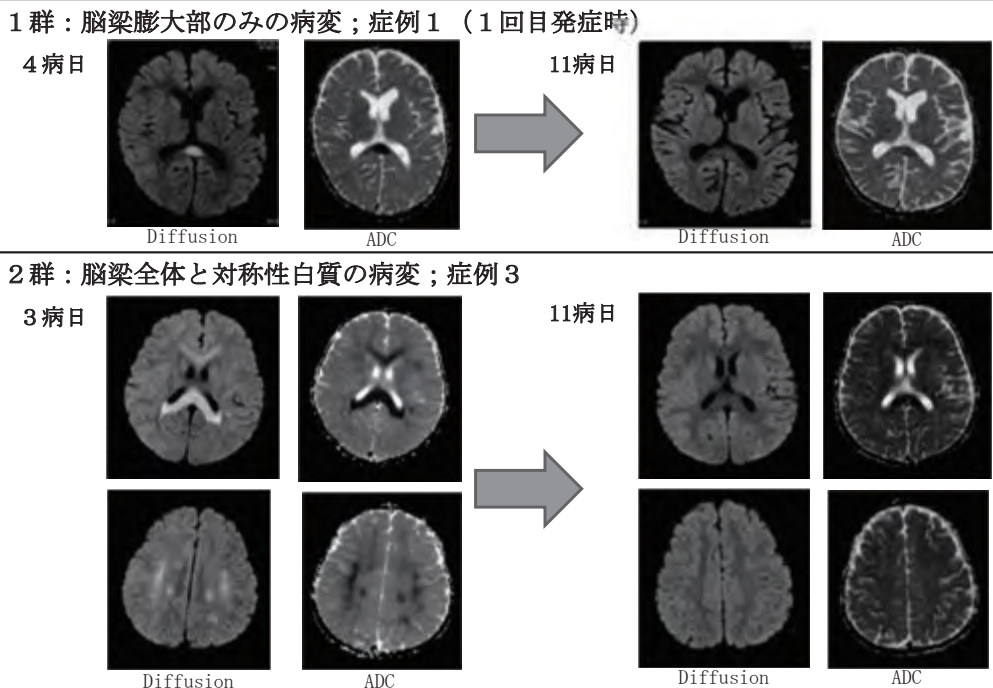 1群：脳梁膨大部のみの病変；症例1（1回目発症時）
4病日
11病日
Diffusion
ADC
Diffusion
ADC
2群：脳梁全体と対称性白質の病変；症例3
3病日
11病日
Diffusion
ADC
Diffusion
ADC